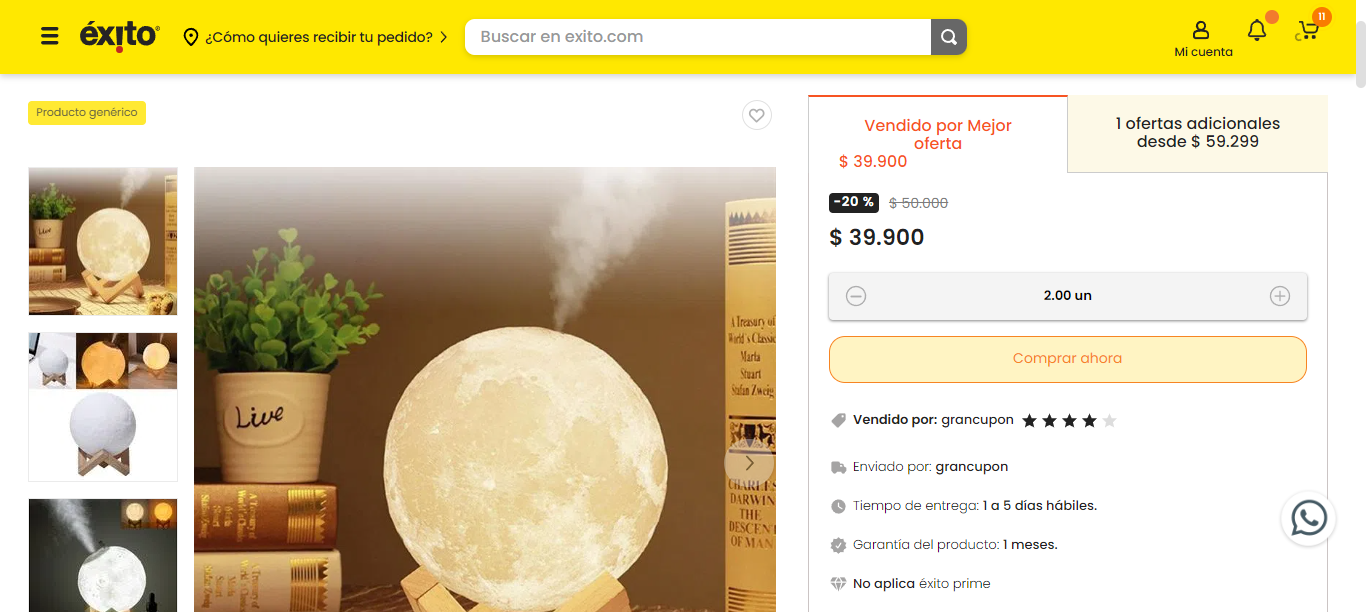 éxito
¿Cómo quieres recibir tu pedido?
Buscar en exito.com
Mi cuenta
11
Producto genérico
Vendido por Mejor
oferta
$ 39.900
1 ofertas adicionales
desde $ 59.299
-20 % $ 50.000
$ 39.900
2.00 un
Comprar ahora
Vendido por: grancupon
Enviado por: grancupon
Tiempo de entrega: 1 a 5 días hábiles.
Garantía del producto: 1 meses.
No aplica éxito prime
Live
A Treasury of
World's Classics
Marta
Stuart
Stafan Zweig
CHARLES
DARWIN
THE
DESCENT
OF MAN